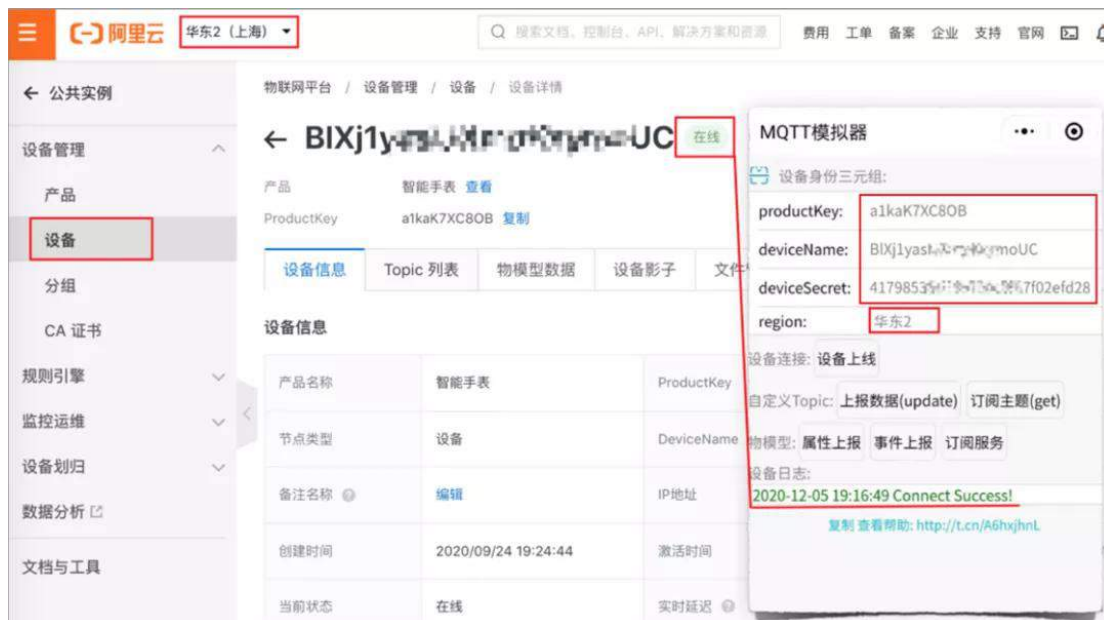 阿里云 华东2（上海） 搜索文档、控制台、API、解决方案和资源 费用 工单 备案 企业 支持 官网
公共实例
设备管理
产品
设备
分组
CA 证书
规则引擎
监控运维
设备划归
数据分析
文档与工具
物联网平台 / 设备管理 / 设备 / 设备详情
在线
产品 智能手表 查看
ProductKey a1kaK7XC8OB 复制
设备信息 Topic 列表 物模型数据 设备影子
设备信息
产品名称 智能手表 ProductKey
节点类型 设备 DeviceName
备注名称 编辑 IP地址
创建时间 2020/09/24 19:24:44 激活时间
当前状态 在线 实时延迟
MQTT模拟器
设备身份三元组:
productKey: a1kaK7XC8OB
deviceName:
deviceSecret:
region: 华东2
设备连接: 设备上线
自定义Topic: 上报数据(update) 订阅主题(get)
物模型: 属性上报 事件上报 订阅服务
设备日志:
2020-12-05 19:16:49 Connect Success!
复制 查看帮助: http://t.cn/A6hxjhnL